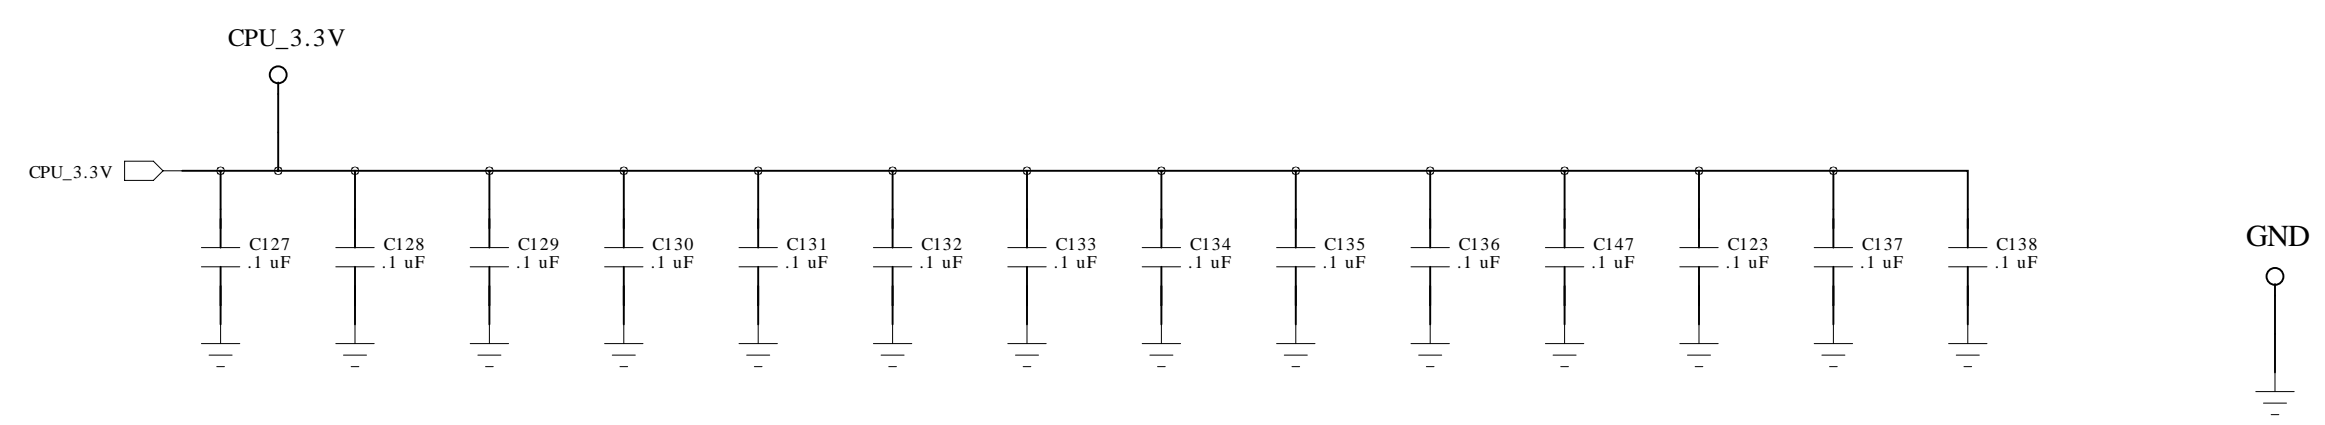 CPU_3.3V
CPU_3.3V
C127
.1 uF
C128
.1 uF
C129
.1 uF
C130
.1 uF
C131
.1 uF
C132
.1 uF
C133
.1 uF
C134
.1 uF
C135
.1 uF
C136
.1 uF
C147
.1 uF
C123
.1 uF
C137
.1 uF
C138
.1 uF
GND